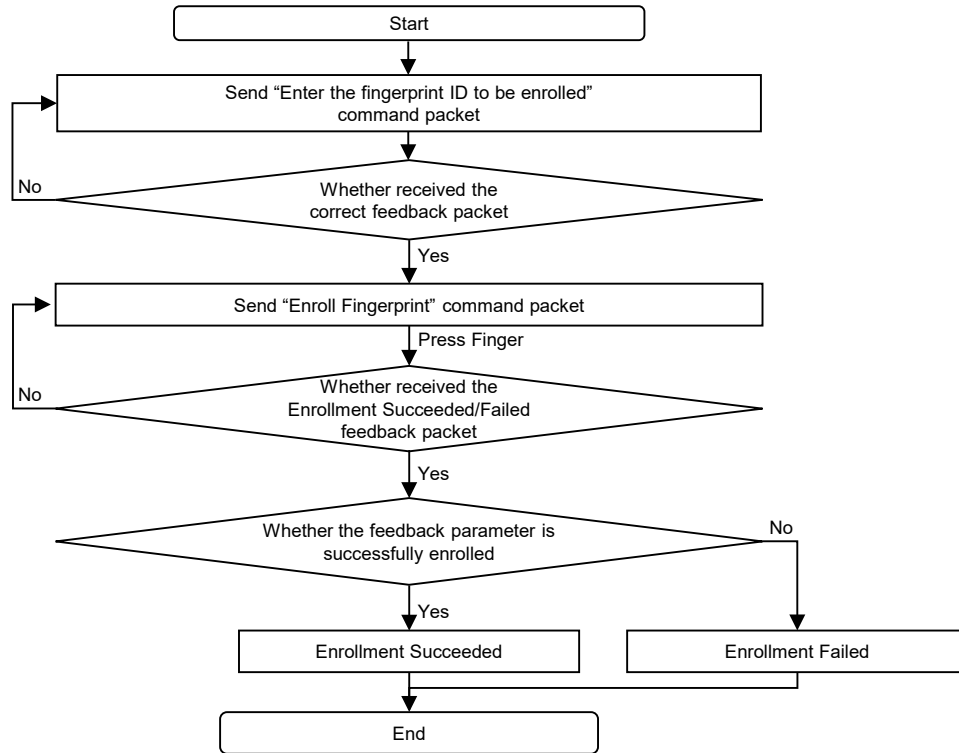 Start
Send “Enter the fingerprint ID to be enrolled”
command packet
No
Whether received the
correct feedback packet
Yes
Send “Enroll Fingerprint” command packet
Press Finger
No
Whether received the
Enrollment Succeeded/Failed
feedback packet
Yes
Whether the feedback parameter is
successfully enrolled
No
Yes
Enrollment Succeeded
Enrollment Failed
End